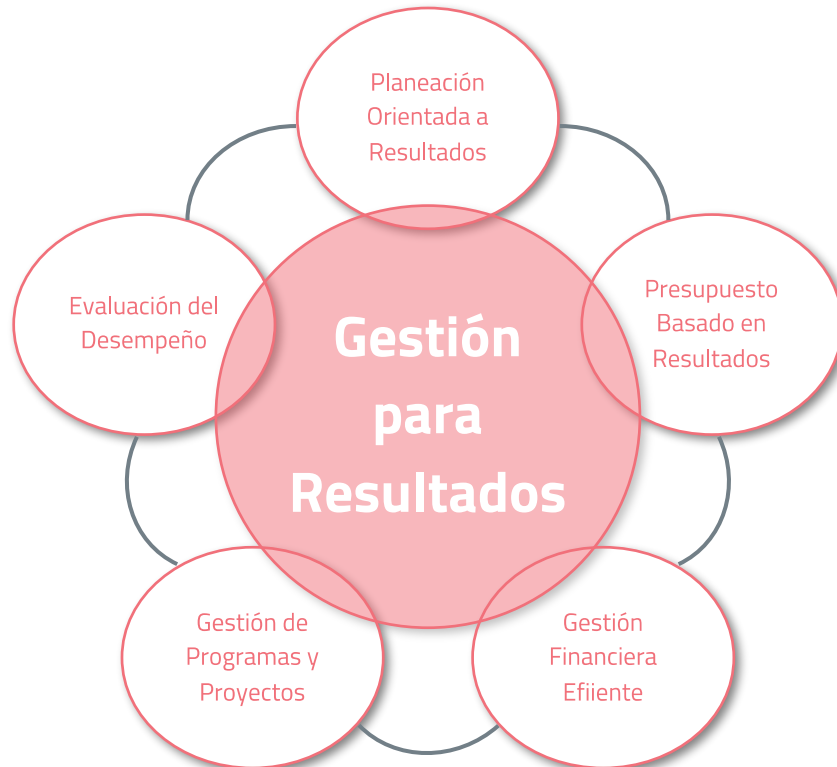 Planeación
Orientada a
Resultados
Evaluación del
Desempeño
Presupuesto
Basado en
Resultados
Gestión
para
Resultados
Gestión de
Programas y
Proyectos
Gestión
Financiera
Efiiente